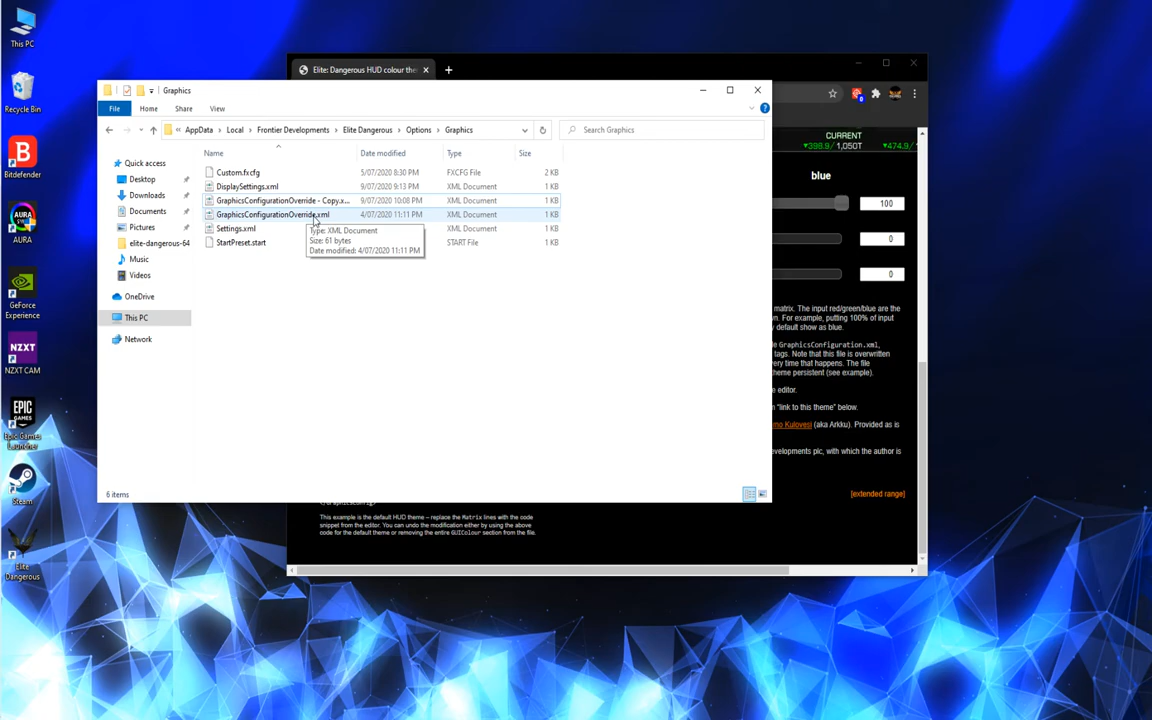 This PC
Recycle Bin
Bitdefender
AURA
GeForce
Experience
NZXT
NZXT CAM
EPIC
GAMES
Epic Games
Launcher
Steam
Elite
Dangerous
Elite: Dangerous HUD colour the
CURRENT
▼398.9/ 1,050T ▼474.9/
blue
100
0
0
matrix. The input red/green/blue are the
n. For example, putting 100% of input
y default show as blue.
e GraphicsConfiguration.xml,
tags. Note that this file is overwritten
very time that happens. The file
heme persistent (see example).
e editor.
n "link to this theme" below.
mo Kulovesi (aka Arkku). Provided as is
evelopments plc, with which the author is
[extended range]
This example is the default HUD theme – replace the Matrix lines with the code
snippet from the editor. You can undo the modification either by using the above
code for the default theme or removing the entire GUIColour section from the file.
Graphics
File Home Share View
« AppData › Local › Frontier Developments › Elite Dangerous › Options › Graphics
Search Graphics
Quick access
Desktop
Downloads
Documents
Pictures
elite-dangerous-64
Music
Videos
OneDrive
This PC
Network
Name Date modified Type Size
Custom.fxcfg 5/07/2020 8:30 PM FXCFG File 2 KB
DisplaySettings.xml 9/07/2020 9:13 PM XML Document 1 KB
GraphicsConfigurationOverride - Copy.x... 9/07/2020 10:08 PM XML Document 1 KB
GraphicsConfigurationOverride.xml 4/07/2020 11:11 PM XML Document 1 KB
Settings.xml XML Document 1 KB
StartPreset.start START File 1 KB
Type: XML Document
Size: 61 bytes
Date modified: 4/07/2020 11:11 PM
6 items